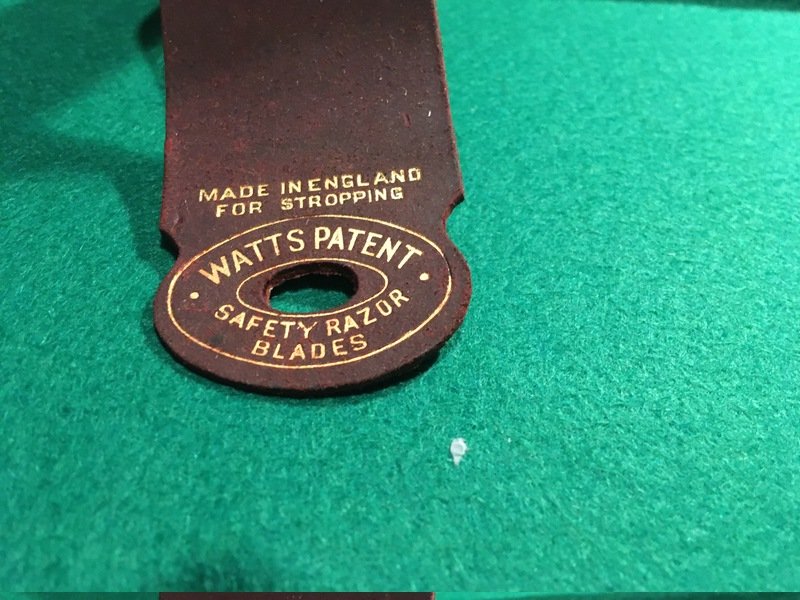 MADE IN ENGLAND
FOR STROPPING
WATTS PATENT
SAFETY RAZOR
BLADES